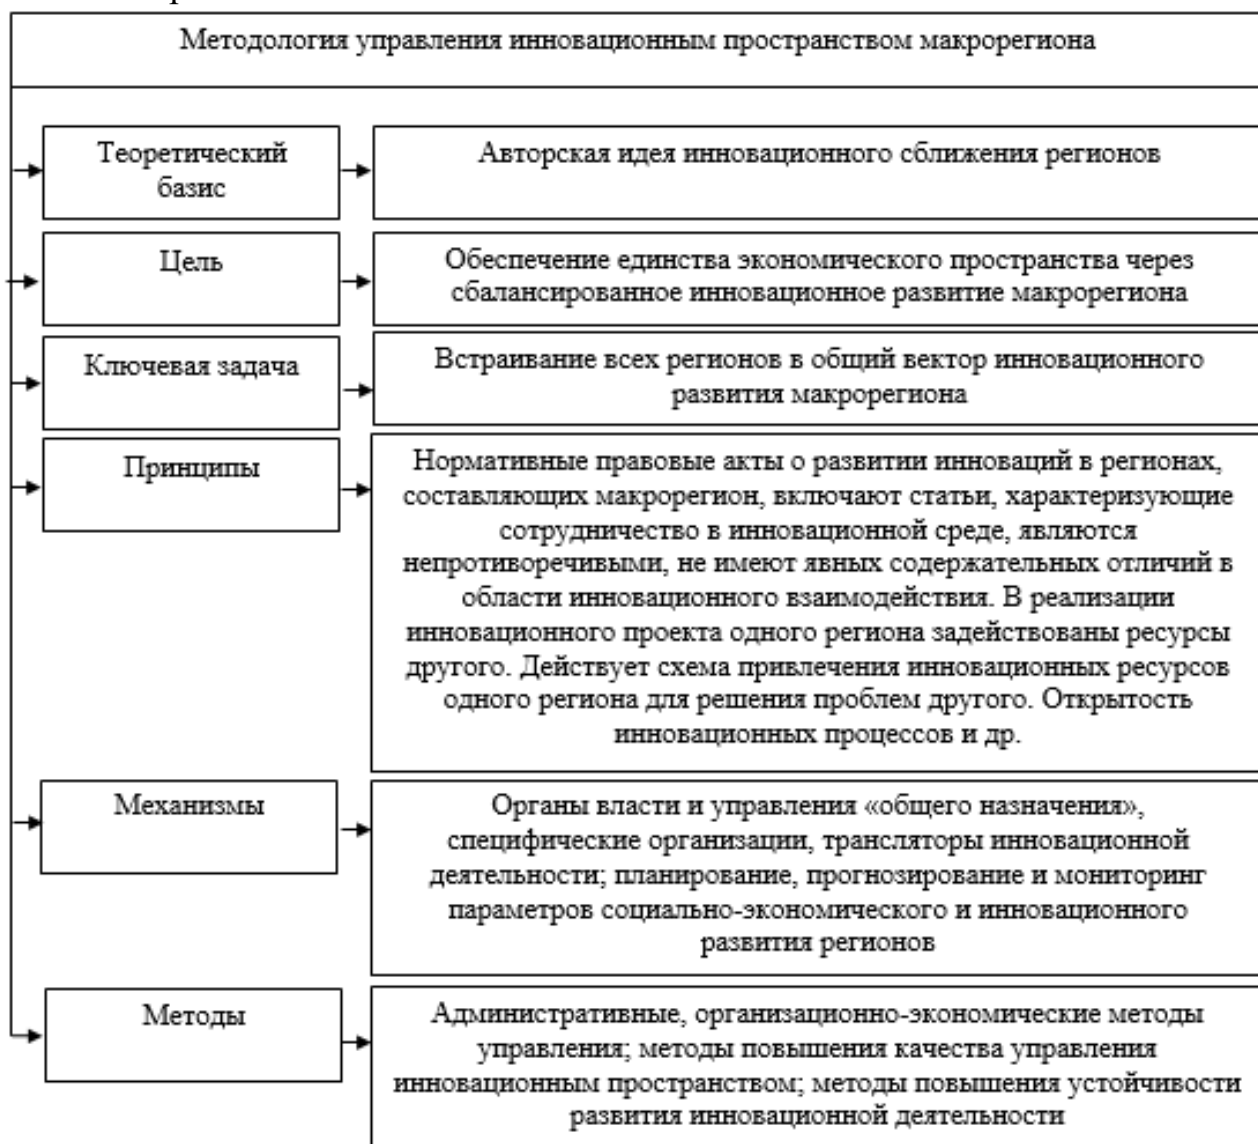 Методология управления инновационным пространством макрорегиона
Теоретический
базис
Авторская идея инновационного сближения регионов
Цель
Обеспечение единства экономического пространства через
сбалансированное инновационное развитие макрорегиона
Ключевая задача
Встраивание всех регионов в общий вектор инновационного
развития макрорегиона
Принципы
Нормативные правовые акты о развитии инноваций в регионах,
составляющих макрорегион, включают статьи, характеризующие
сотрудничество в инновационной среде, являются
непротиворечивыми, не имеют явных содержательных отличий в
области инновационного взаимодействия. В реализации
инновационного проекта одного региона задействованы ресурсы
другого. Действует схема привлечения инновационных ресурсов
одного региона для решения проблем другого. Открытость
инновационных процессов и др.
Механизмы
Органы власти и управления «общего назначения»,
специфические организации, трансляторы инновационной
деятельности; планирование, прогнозирование и мониторинг
параметров социально-экономического и инновационного
развития регионов
Методы
Административные, организационно-экономические методы
управления; методы повышения качества управления
инновационным пространством; методы повышения устойчивости
развития инновационной деятельности